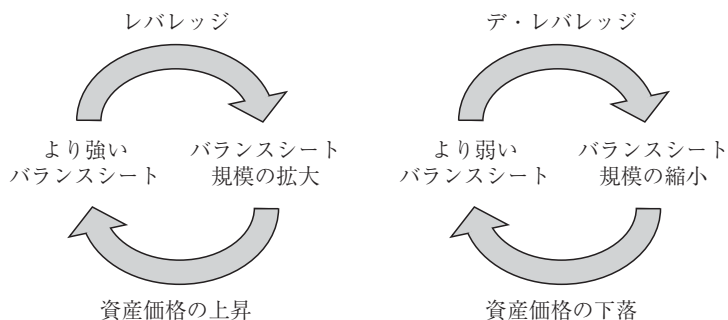 レバレッジ
より強い
バランスシート
バランスシート
規模の拡大
資産価格の上昇
デ・レバレッジ
より弱い
バランスシート
バランスシート
規模の縮小
資産価格の下落